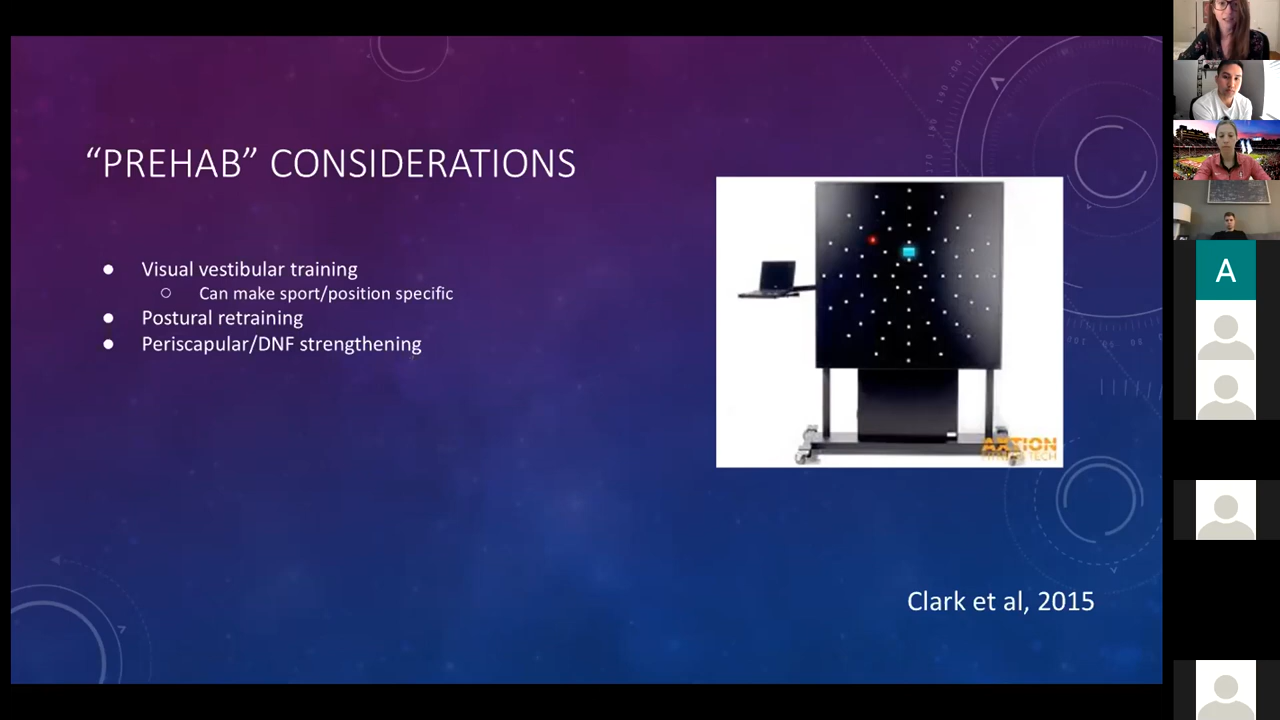 “PREHAB” CONSIDERATIONS
● Visual vestibular training
○ Can make sport/position specific
● Postural retraining
● Periscapular/DNF strengthening
AXTION
Clark et al, 2015
A